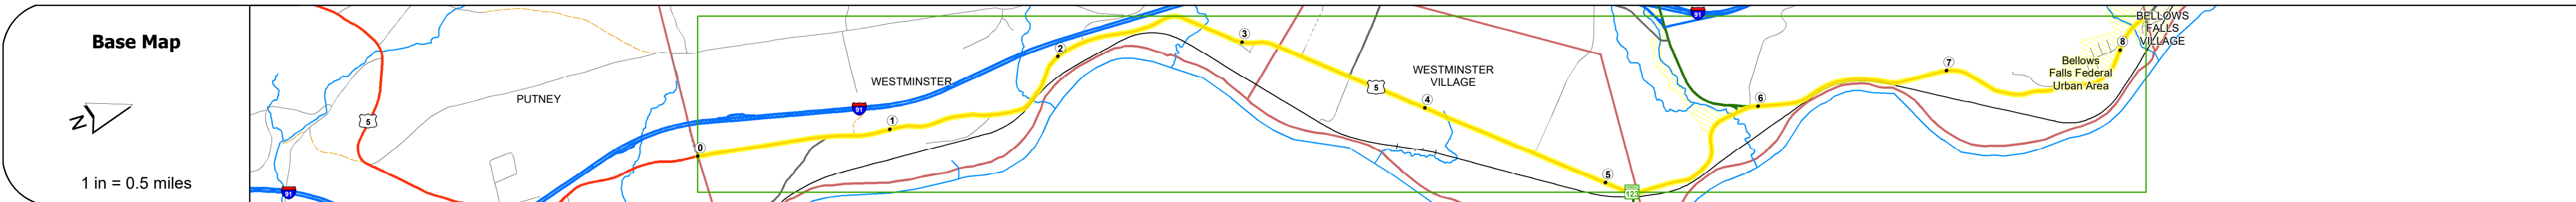 Base Map
N
1 in = 0.5 miles
91
5
PUTNEY
0
91
1
WESTMINSTER
2
3
5
WESTMINSTER
VILLAGE
4
5
123
91
6
7
Bellows
Falls Federal
Urban Area
8
BELLOWS
FALLS
VILLAGE